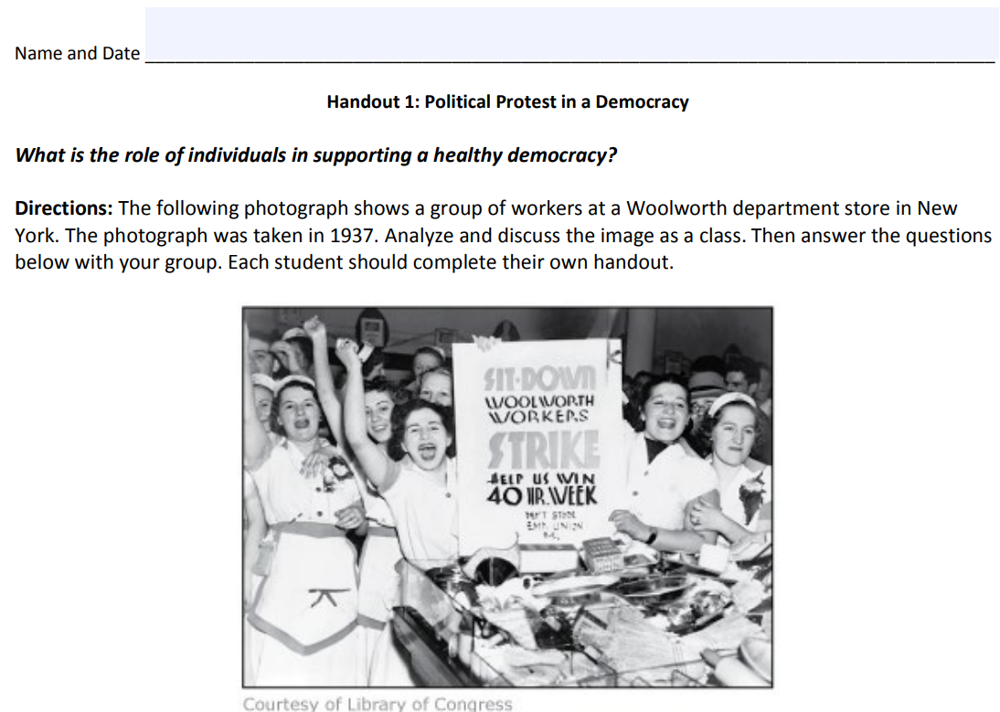 Name and Date
Handout 1: Political Protest in a Democracy
What is the role of individuals in supporting a healthy democracy?
Directions: The following photograph shows a group of workers at a Woolworth department store in New
York. The photograph was taken in 1937. Analyze and discuss the image as a class. Then answer the questions
below with your group. Each student should complete their own handout.
SIT-DOWN
WOOLWORTH
WORKERS
STRIKE
HELP US WIN
40 HR. WEEK
DEP'T STORE
EMP. UNION
Courtesy of Library of Congress